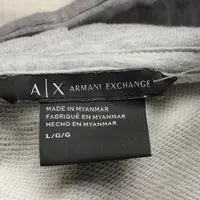 A|X ARMANI EXCHANGE
MADE IN MYANMAR
FABRIQUÉ EN MYANMAR
HECHO EN MYANMAR
L/G/G